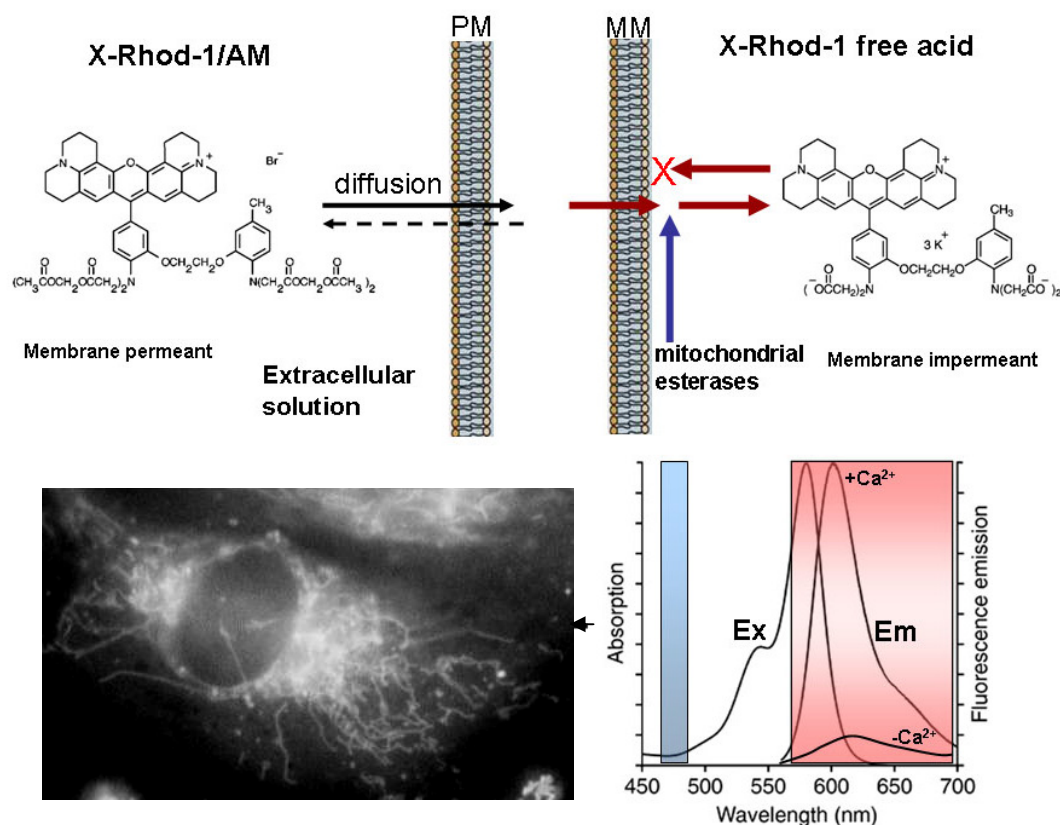 PM
MM
X-Rhod-1/AM
X-Rhod-1 free acid
Br⁻
N
O
N⁺
diffusion
X
N
O
N⁺
CH₃
CH₃
3 K⁺
OCH₂CH₂O
OCH₂CH₂O
O O
(CH₃COCH₂OCCH₂)₂N
O O
N(CH₂COCH₂OCCH₃)₂
(⁻OCCH₂)₂N
O
N(CH₂CO⁻)₂
O
Membrane permeant
Extracellular
solution
mitochondrial
esterases
Membrane impermeant
+Ca²⁺
Absorption
Ex
Em
Fluorescence emission
-Ca²⁺
450 500 550 600 650 700
Wavelength (nm)